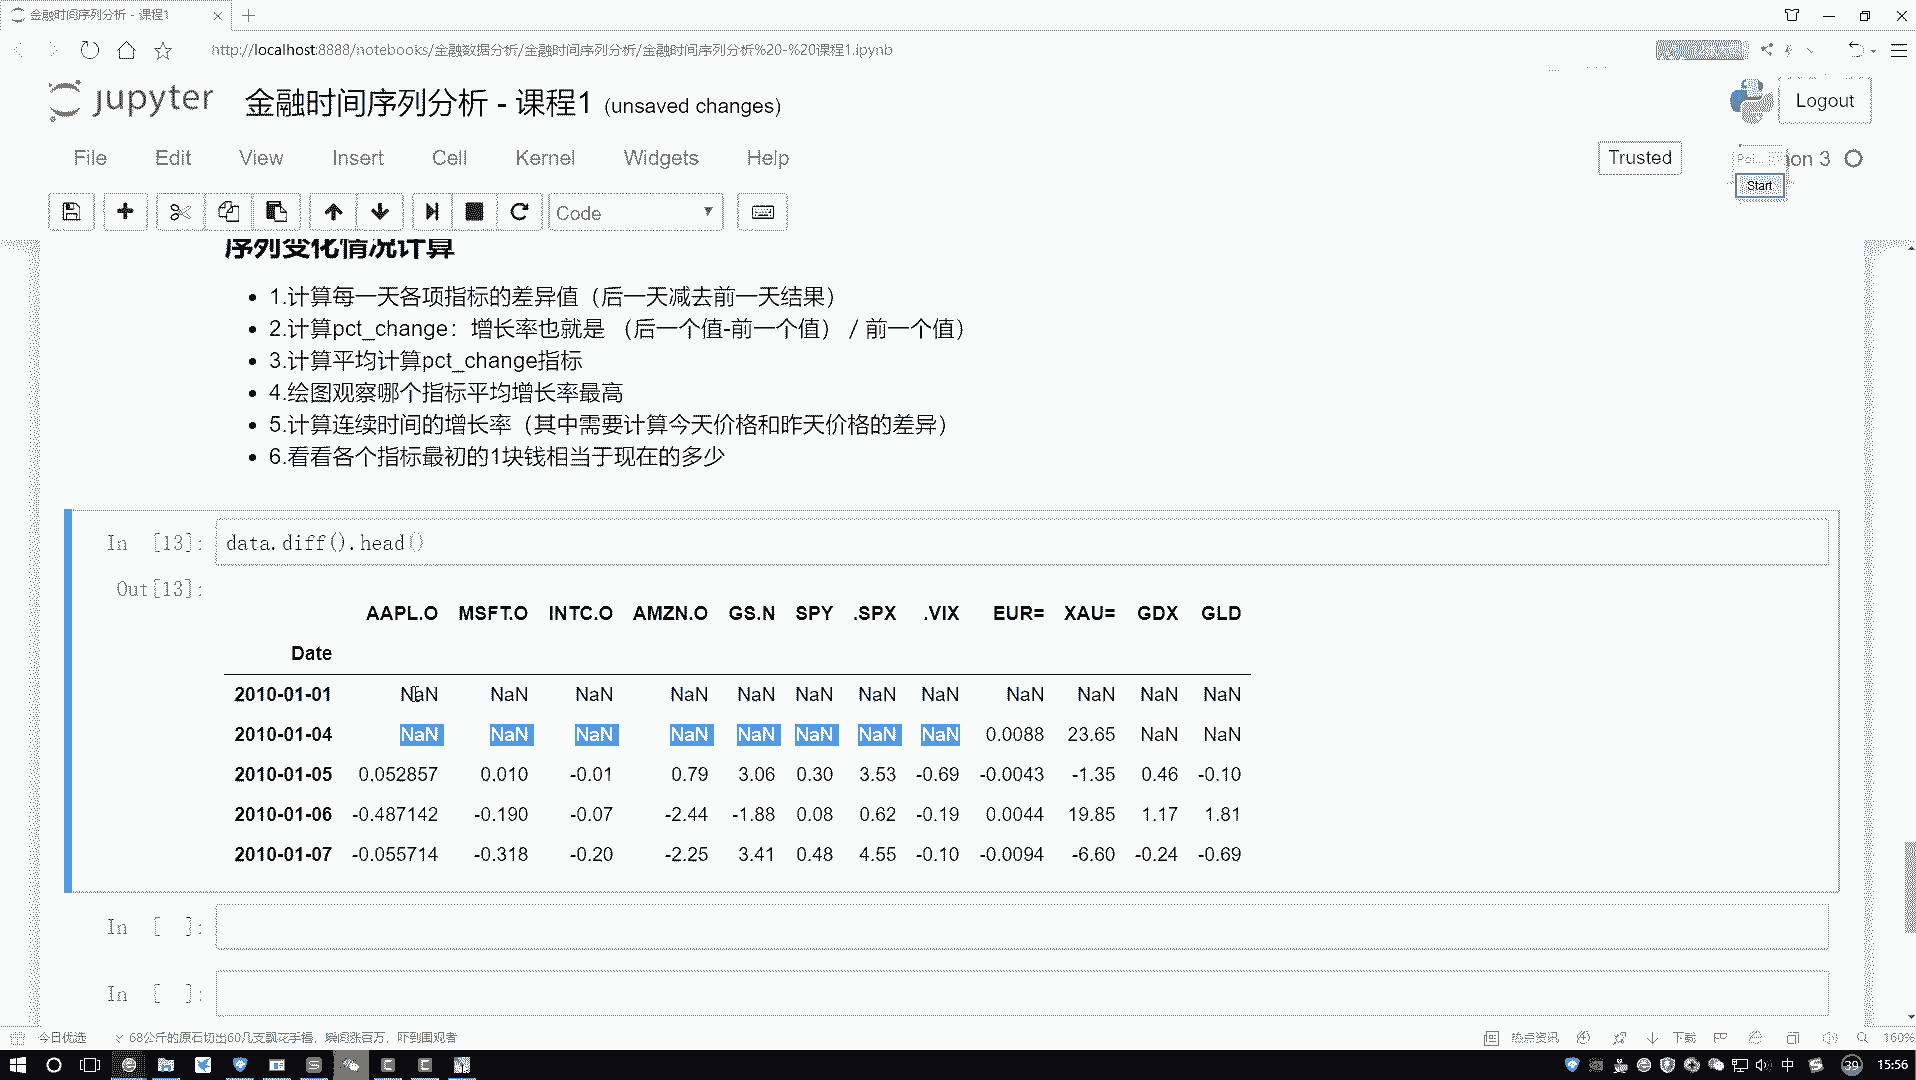 金融时间序列分析 - 课程1
http://localhost:8888/notebooks/金融数据分析/金融时间序列分析/金融时间序列分析%20-%20课程1.ipynb
jupyter 金融时间序列分析 - 课程1 (unsaved changes)
Logout
File Edit View Insert Cell Kernel Widgets Help
Trusted
on 3
Start
Code
序列变化情况计算
1.计算每一天各项指标的差异值（后一天减去前一天结果）
2.计算pct_change：增长率也就是 （后一个值-前一个值） / 前一个值）
3.计算平均计算pct_change指标
4.绘图观察哪个指标平均增长率最高
5.计算连续时间的增长率（其中需要计算今天价格和昨天价格的差异）
6.看看各个指标最初的1块钱相当于现在的多少
In [13]: data.diff().head()
Out[13]:
AAPL.O MSFT.O INTC.O AMZN.O GS.N SPY .SPX .VIX EUR= XAU= GDX GLD
Date
2010-01-01 NaN NaN NaN NaN NaN NaN NaN NaN NaN NaN NaN NaN
2010-01-04 NaN NaN NaN NaN NaN NaN NaN NaN 0.0088 23.65 NaN NaN
2010-01-05 0.052857 0.010 -0.01 0.79 3.06 0.30 3.53 -0.69 -0.0043 -1.35 0.46 -0.10
2010-01-06 -0.487142 -0.190 -0.07 -2.44 -1.88 0.08 0.62 -0.19 0.0044 19.85 1.17 1.81
2010-01-07 -0.055714 -0.318 -0.20 -2.25 3.41 0.48 4.55 -0.10 -0.0094 -6.60 -0.24 -0.69
In [ ]:
In [ ]:
今日优选 68公斤的原石切出60几支飘花手镯，瞬间涨百万，吓到围观者
热点资讯 下载 160%
中 39 15:56